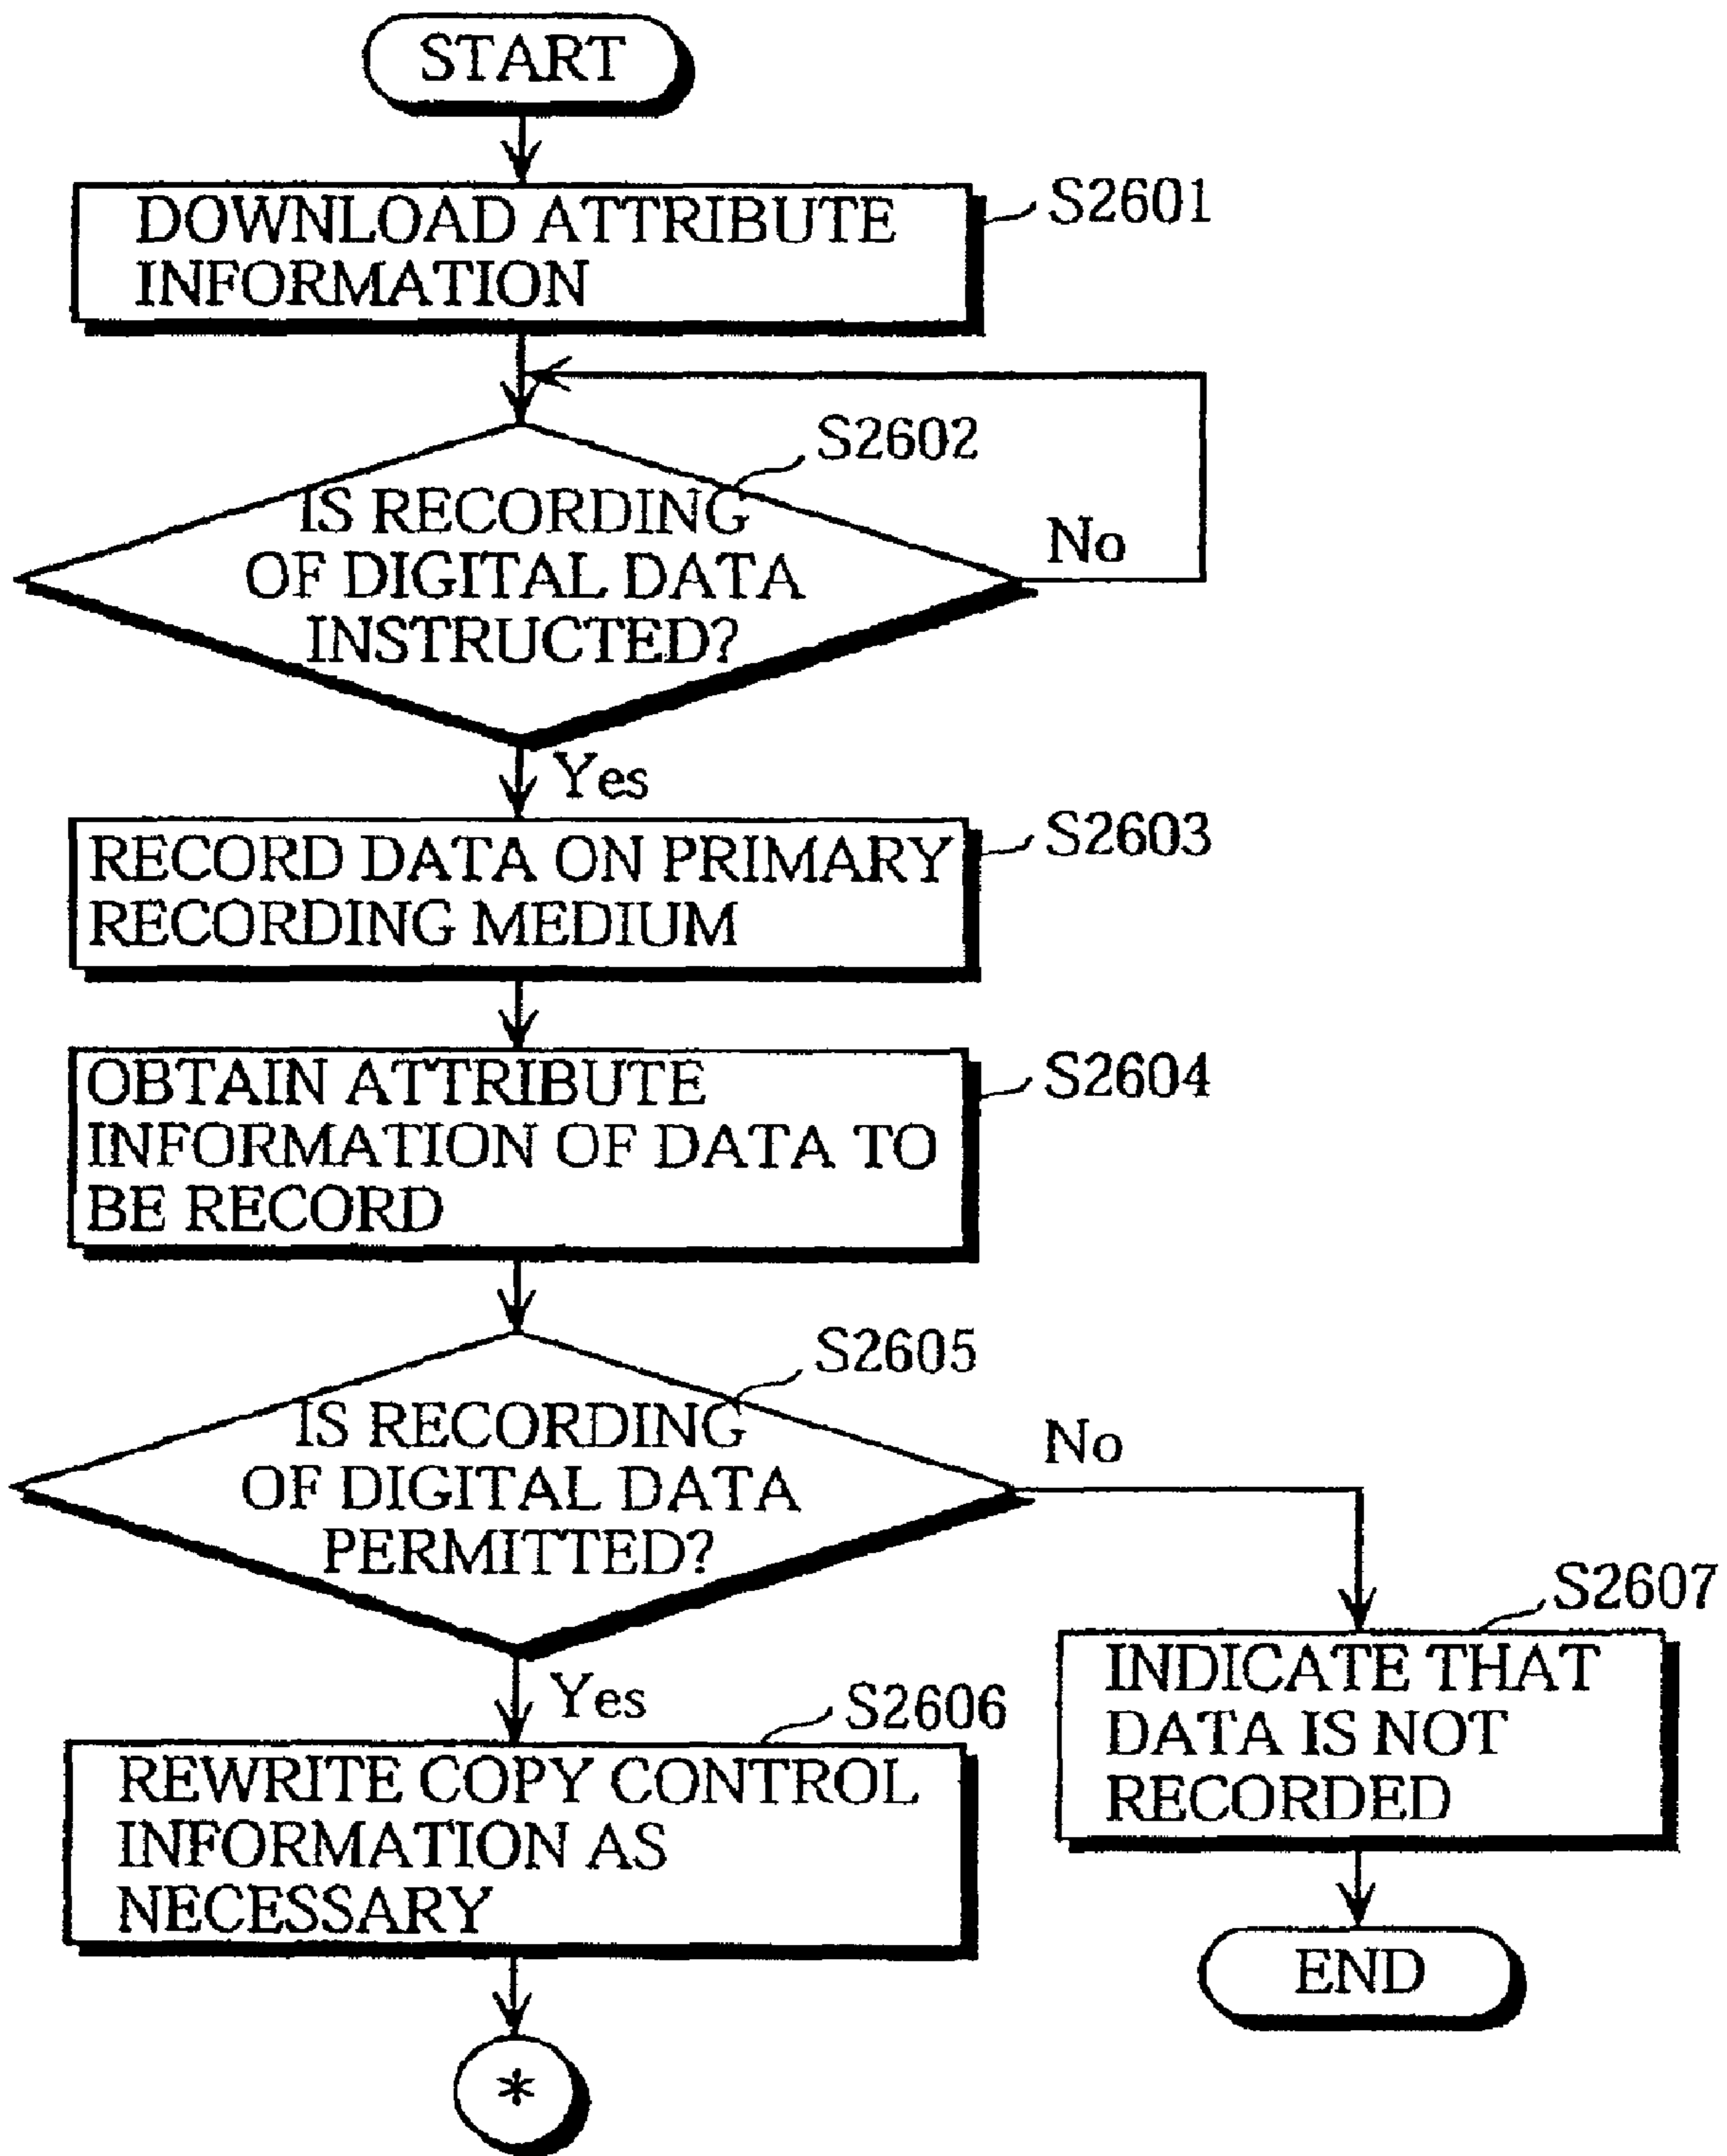 START
DOWNLOAD ATTRIBUTE
INFORMATION
S2601
S2602
IS RECORDING
OF DIGITAL DATA
INSTRUCTED?
No
Yes
RECORD DATA ON PRIMARY
RECORDING MEDIUM
S2603
OBTAIN ATTRIBUTE
INFORMATION OF DATA TO
BE RECORD
S2604
S2605
IS RECORDING
OF DIGITAL DATA
PERMITTED?
No
Yes
S2606
REWRITE COPY CONTROL
INFORMATION AS
NECESSARY
*
S2607
INDICATE THAT
DATA IS NOT
RECORDED
END